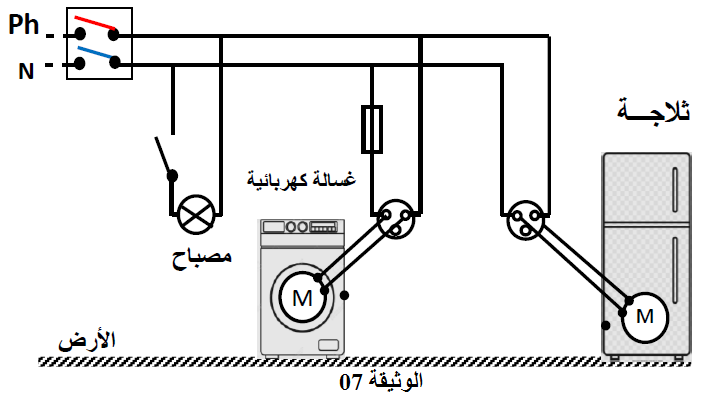 Ph
N
ثلاجـــة
غسالة كهربائية
مصباح
M
M
الأرض
الوثيقة 07